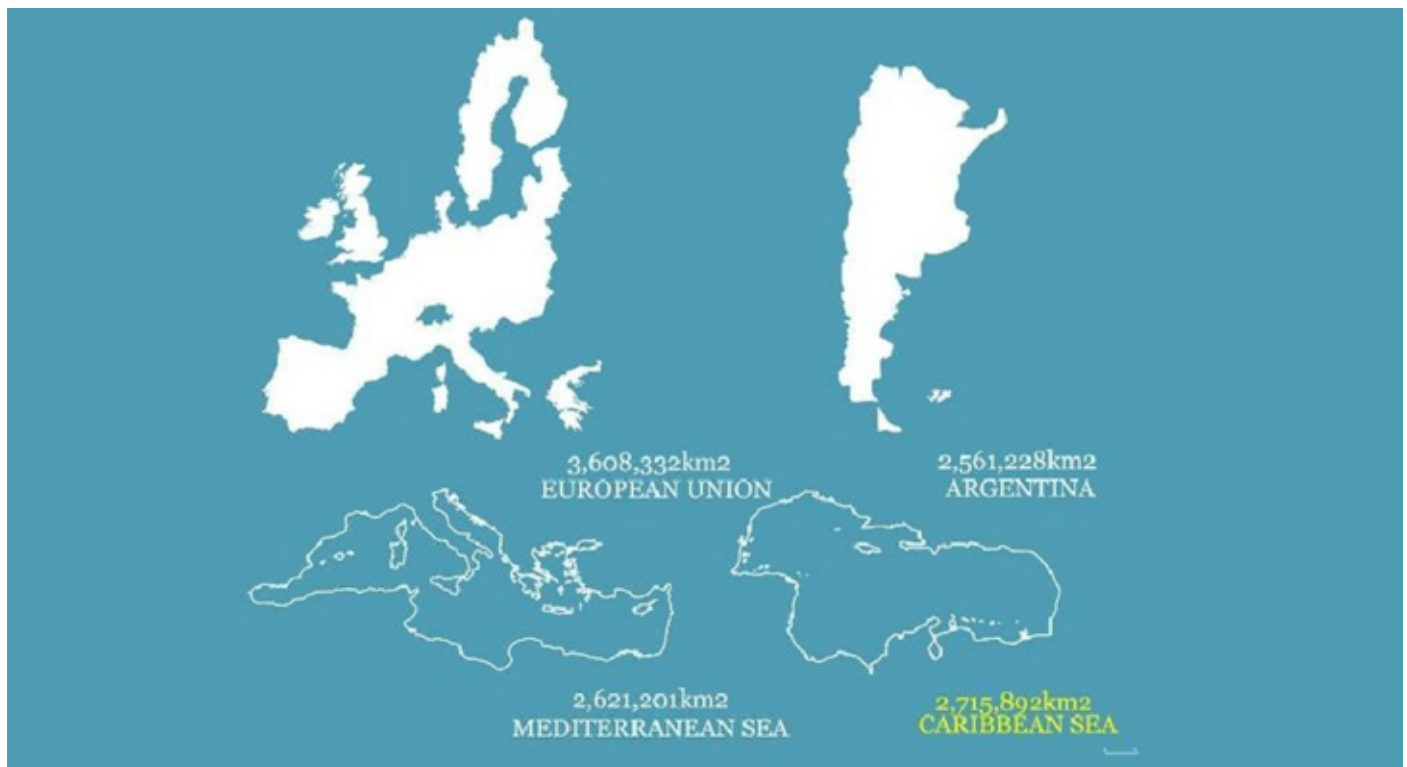 3,608,332km2
EUROPEAN UNION
2,561,228km2
ARGENTINA
2,621,201km2
MEDITERRANEAN SEA
2,715,892km2
CARIBBEAN SEA